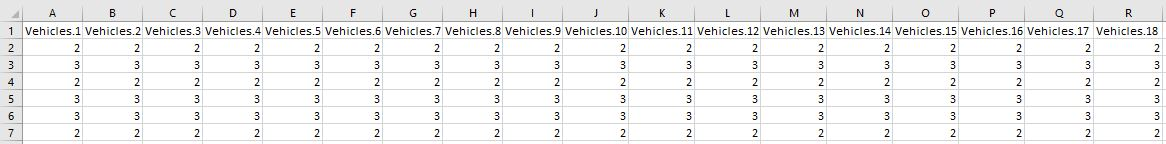 A B C D E F G H I J K L M N O P Q R
1 Vehicles.1 Vehicles.2 Vehicles.3 Vehicles.4 Vehicles.5 Vehicles.6 Vehicles.7 Vehicles.8 Vehicles.9 Vehicles.10 Vehicles.11 Vehicles.12 Vehicles.13 Vehicles.14 Vehicles.15 Vehicles.16 Vehicles.17 Vehicles.18
2 2 2 2 2 2 2 2 2 2 2 2 2 2 2 2 2 2 2
3 3 3 3 3 3 3 3 3 3 3 3 3 3 3 3 3 3 3
4 2 2 2 2 2 2 2 2 2 2 2 2 2 2 2 2 2 2
5 3 3 3 3 3 3 3 3 3 3 3 3 3 3 3 3 3 3
6 3 3 3 3 3 3 3 3 3 3 3 3 3 3 3 3 3 3
7 2 2 2 2 2 2 2 2 2 2 2 2 2 2 2 2 2 2